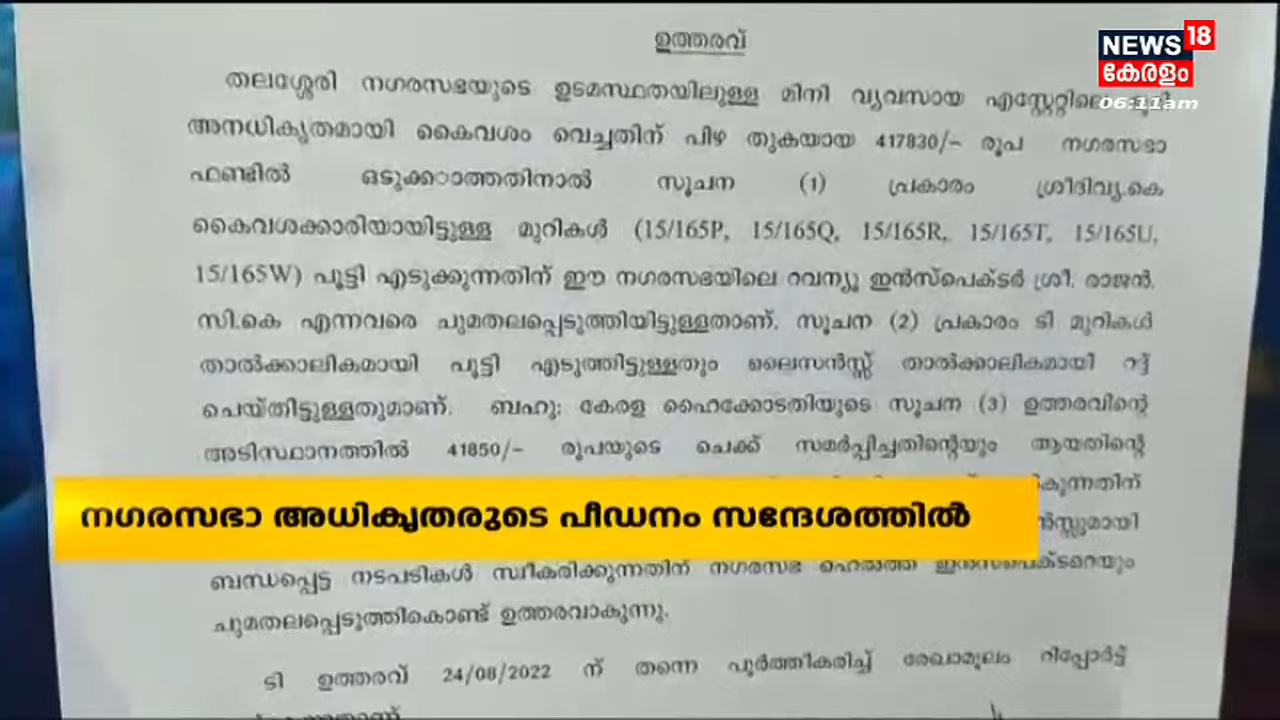 ഉത്തരവ്
NEWS 18
കേരളം
06:11am
തലശ്ശേരി നഗരസഭയുടെ ഉടമസ്ഥതയിലുള്ള മിനി വ്യവസായ എസ്റ്റേറ്റിലെ
അനധികൃതമായി കൈവശം വെച്ചതിന് പിഴ തുകയായ 417830/- രൂപ നഗരസഭാ
ഫണ്ടിൽ ഒടുക്കാത്തതിനാൽ സൂചന (1) പ്രകാരം ശ്രീദിവ്യ.കെ
കൈവശക്കാരിയായിട്ടുള്ള മുറികൾ (15/165P, 15/165Q, 15/165R, 15/165T, 15/165U,
15/165W) പൂട്ടി എടുക്കുന്നതിന് ഈ നഗരസഭയിലെ റവന്യൂ ഇൻസ്പെക്ടർ ശ്രീ. രാജൻ.
സി.കെ എന്നവരെ ചുമതലപ്പെടുത്തിയിട്ടുള്ളതാണ്. സൂചന (2) പ്രകാരം ടി മുറികൾ
താൽക്കാലികമായി പൂട്ടി എടുത്തിട്ടുള്ളതും ലൈസൻസ്സ് താൽക്കാലികമായി റദ്ദ്
ചെയ്തിട്ടുള്ളതുമാണ്. ബഹു: കേരള ഹൈക്കോടതിയുടെ സൂചന (3) ഉത്തരവിന്റെ
അടിസ്ഥാനത്തിൽ 41850/- രൂപയുടെ ചെക്ക് സമർപ്പിച്ചതിന്റെയും ആയതിന്റെ
നഗരസഭാ അധികൃതരുടെ പീഡനം സന്ദേശത്തിൽ
ബന്ധപ്പെട്ട നടപടികൾ സ്വീകരിക്കുന്നതിന് നഗരസഭ ഹെൽത്ത് ഇൻസ്പെക്ടറെയും
ചുമതലപ്പെടുത്തികൊണ്ട് ഉത്തരവാകുന്നു.
ടി ഉത്തരവ് 24/08/2022 ന് തന്നെ പൂർത്തീകരിച്ച് രേഖാമൂലം റിപ്പോർട്ട്